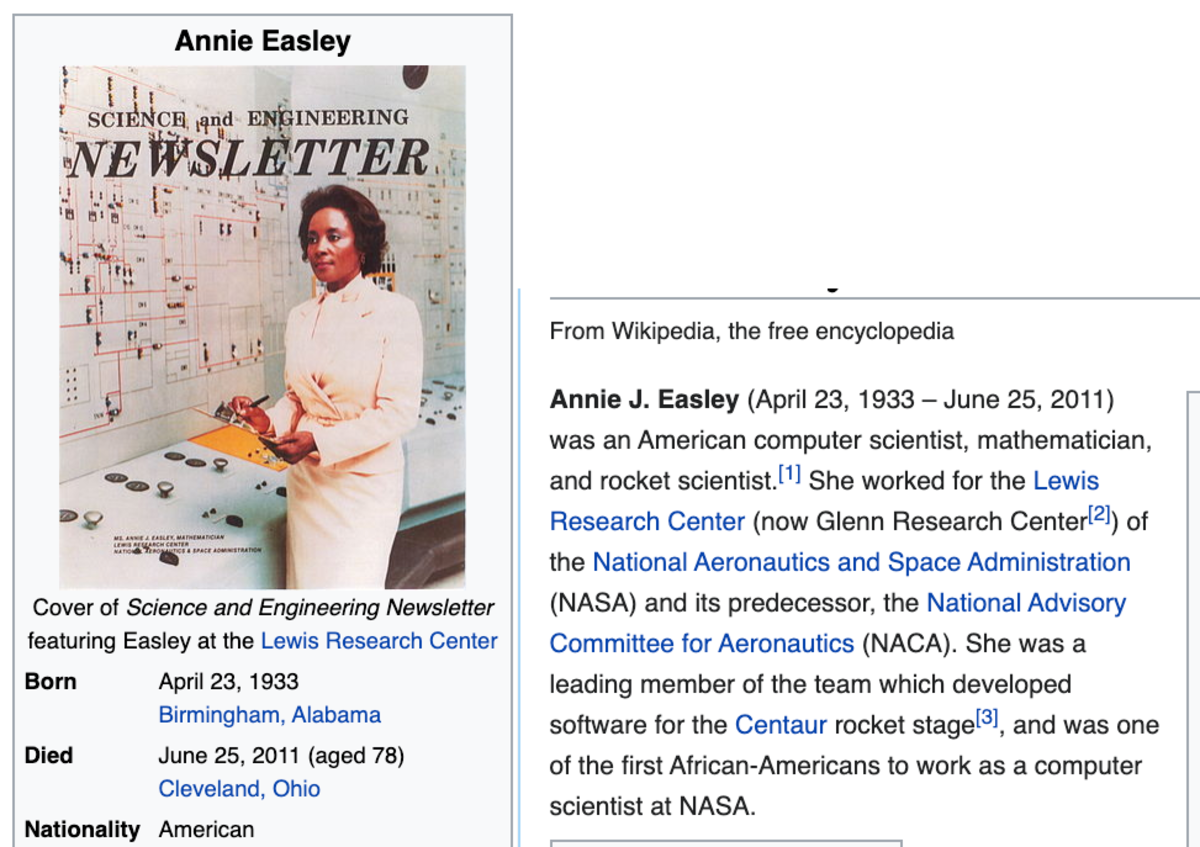 Annie Easley
SCIENCE and ENGINEERING
NEWSLETTER
MS. ANNIE J. EASLEY, MATHEMATICIAN
LEWIS RESEARCH CENTER
NATIONAL AERONAUTICS & SPACE ADMINISTRATION
Cover of Science and Engineering Newsletter
featuring Easley at the Lewis Research Center
Born April 23, 1933
Birmingham, Alabama
Died June 25, 2011 (aged 78)
Cleveland, Ohio
Nationality American
From Wikipedia, the free encyclopedia
Annie J. Easley (April 23, 1933 – June 25, 2011)
was an American computer scientist, mathematician,
and rocket scientist.[1] She worked for the Lewis
Research Center (now Glenn Research Center[2]) of
the National Aeronautics and Space Administration
(NASA) and its predecessor, the National Advisory
Committee for Aeronautics (NACA). She was a
leading member of the team which developed
software for the Centaur rocket stage[3], and was one
of the first African-Americans to work as a computer
scientist at NASA.